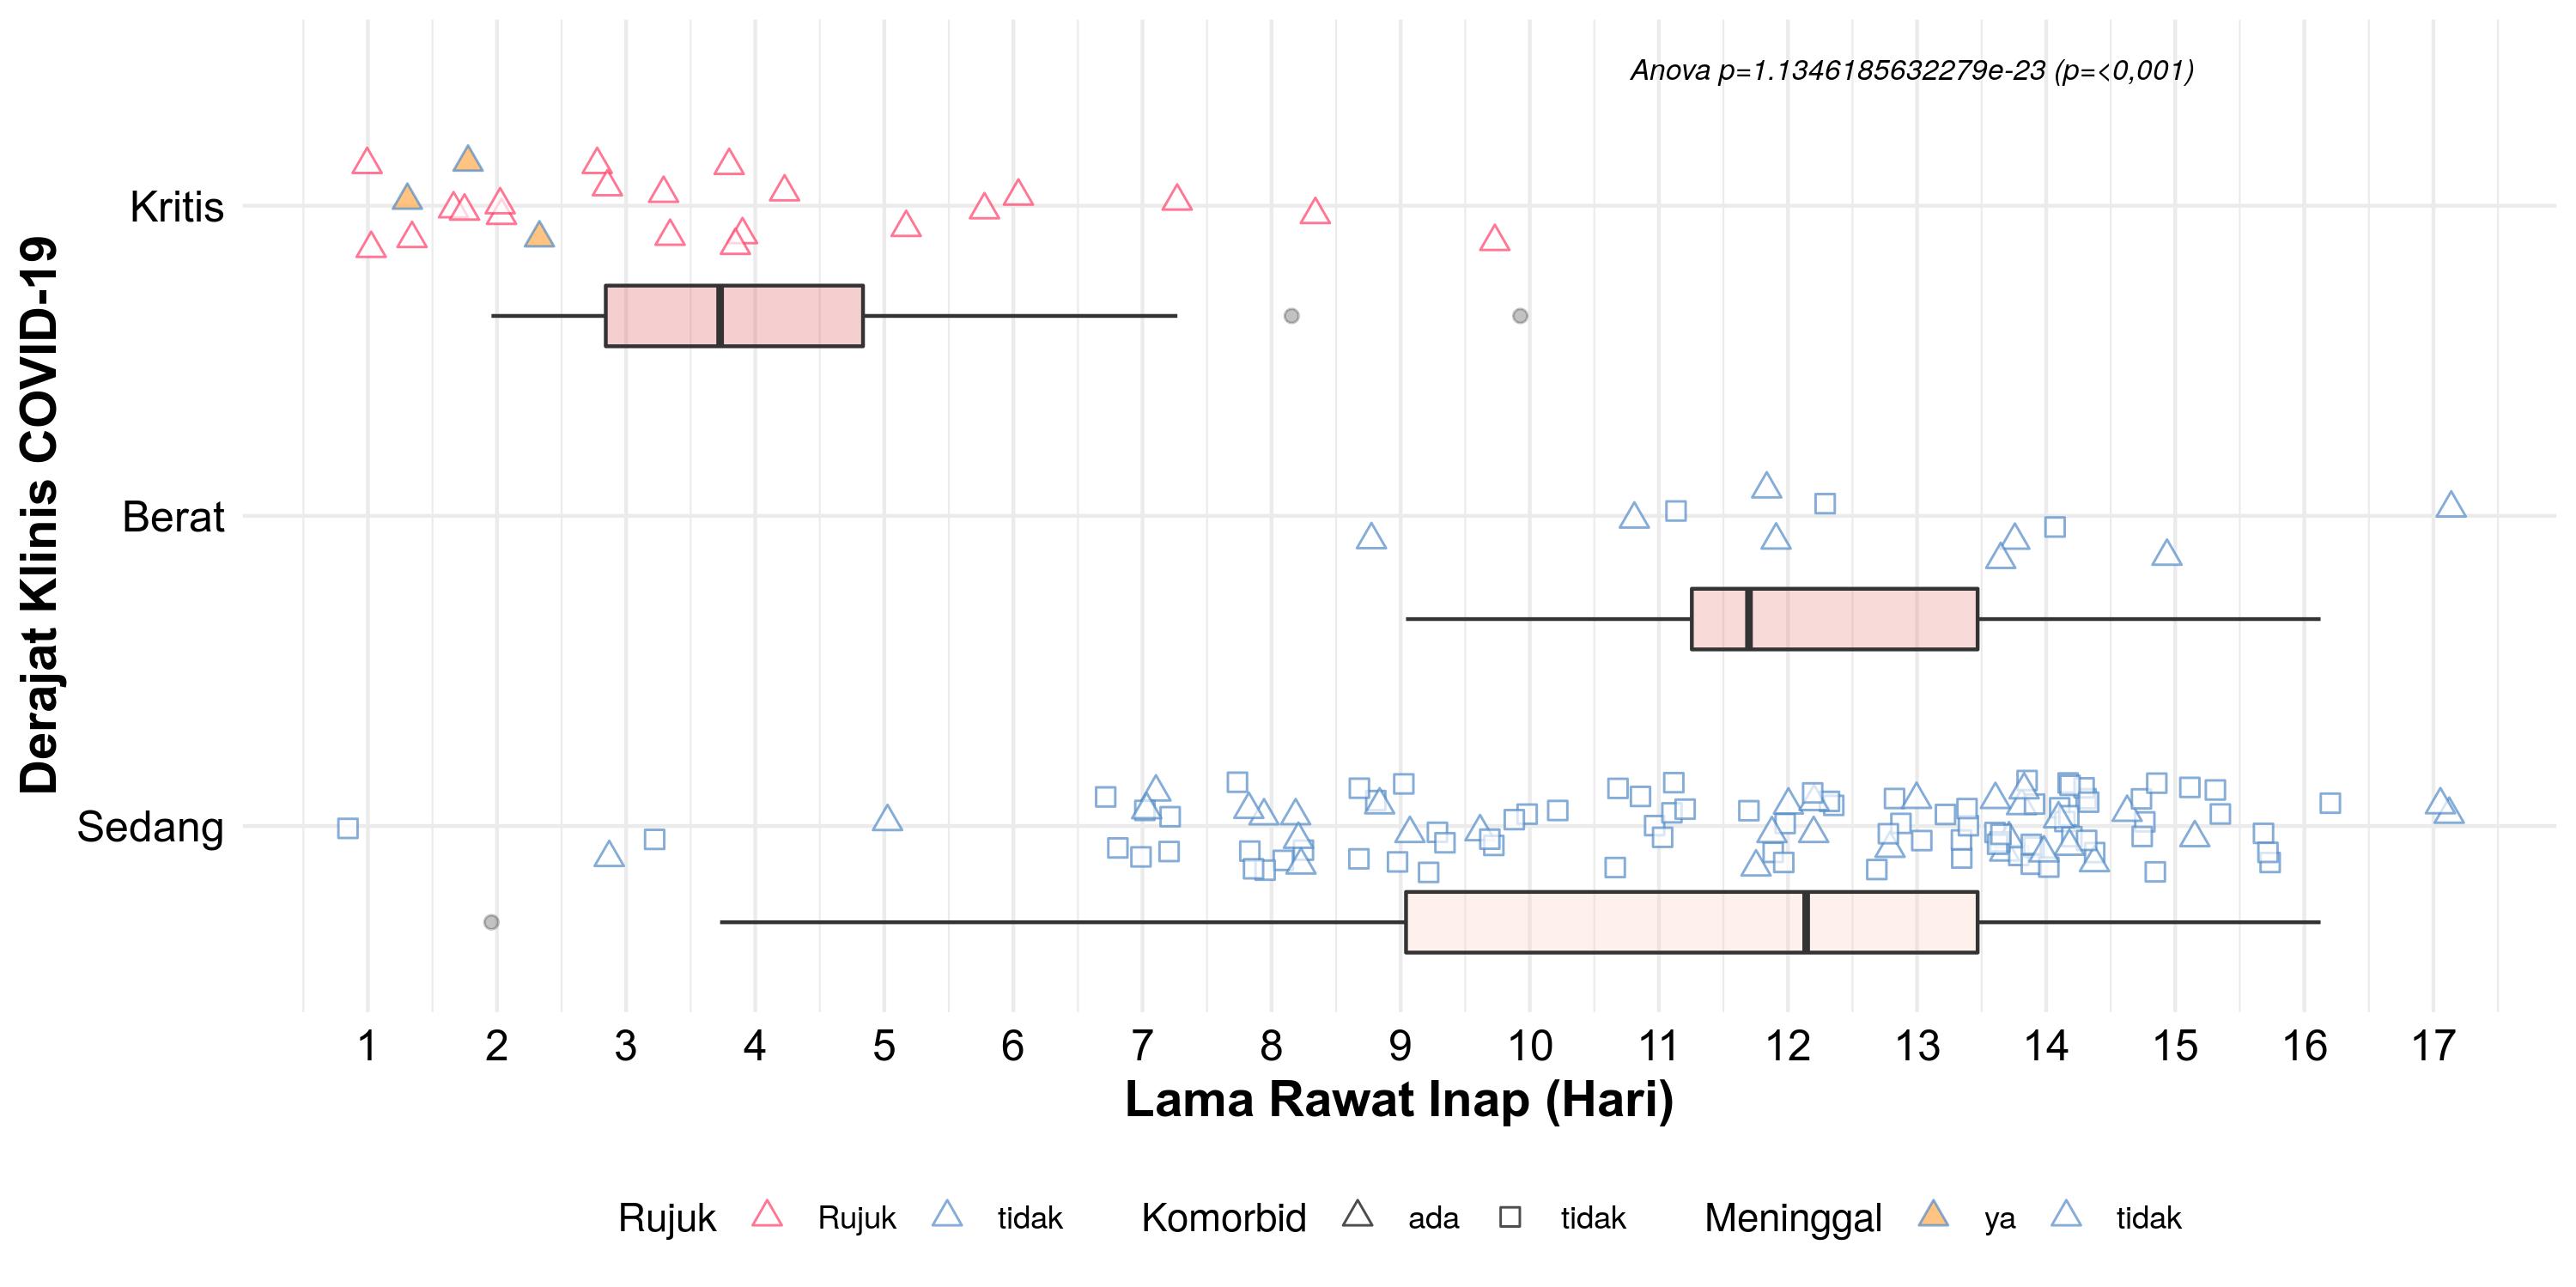 Anova p=1.1346185632279e-23 (p=<0,001)
Derajat Klinis COVID-19
Kritis
Berat
Sedang
1 2 3 4 5 6 7 8 9 10 11 12 13 14 15 16 17
Lama Rawat Inap (Hari)
Rujuk Rujuk tidak Komorbid ada tidak Meninggal ya tidak